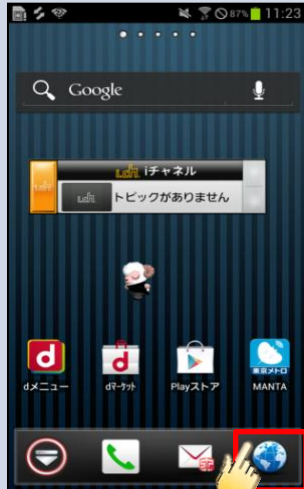 87% 11:23
Google
iチャネル
トピックがありません
d
d
東京メトロ
dメニュー
dマーケット
Playストア
MANTA